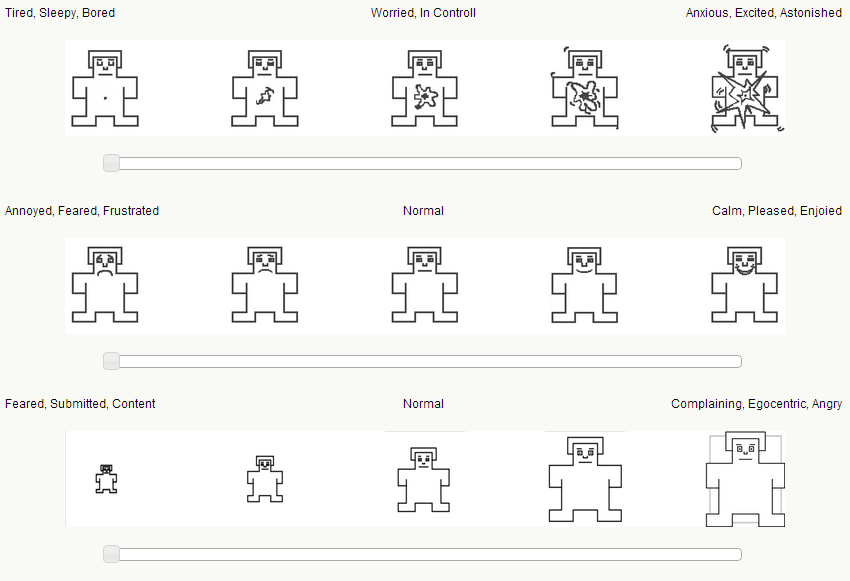 Tired, Sleepy, Bored Worried, In Controll Anxious, Excited, Astonished
Annoyed, Feared, Frustrated Normal Calm, Pleased, Enjoied
Feared, Submitted, Content Normal Complaining, Egocentric, Angry